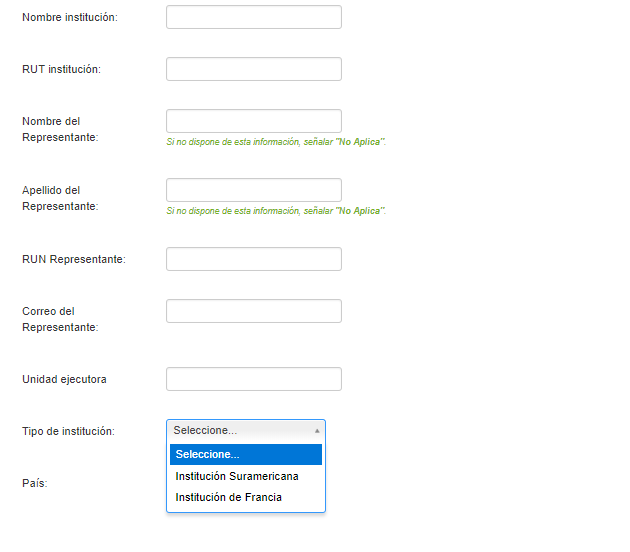 Nombre institución:
RUT institución:
Nombre del
Representante:
Si no dispone de esta información, señalar "No Aplica".
Apellido del
Representante:
Si no dispone de esta información, señalar "No Aplica".
RUN Representante:
Correo del
Representante:
Unidad ejecutora
Tipo de institución:
Seleccione...
Seleccione...
Institución Suramericana
Institución de Francia
País: